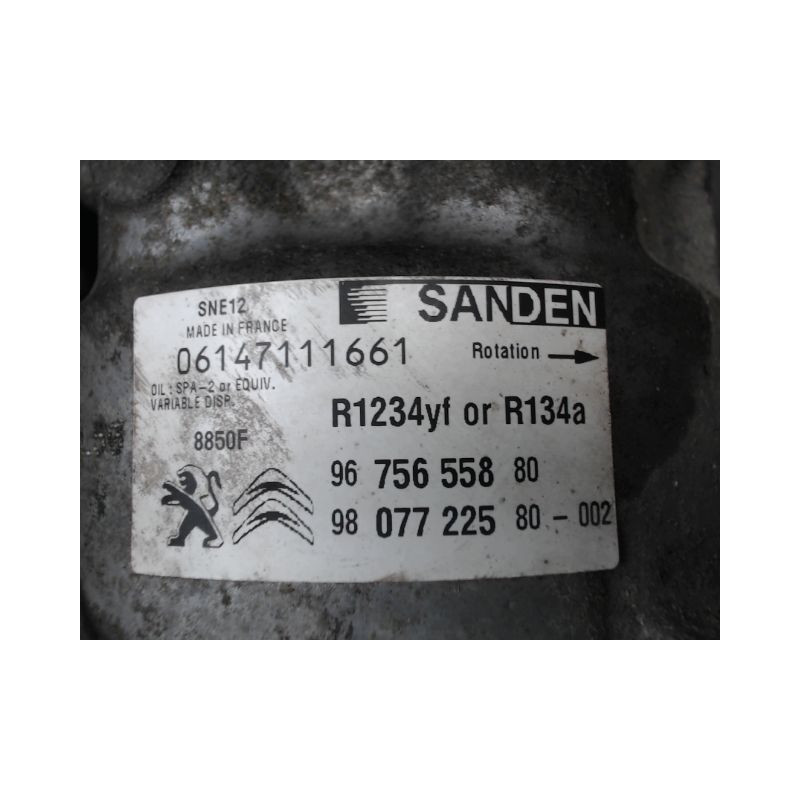 SNE12
SANDEN
MADE IN FRANCE
06147111661
Rotation
OIL : SPA-2 or EQUIV.
VARIABLE DISP.
R1234yf or R134a
8850F
96 756 558 80
98 077 225 80 - 002